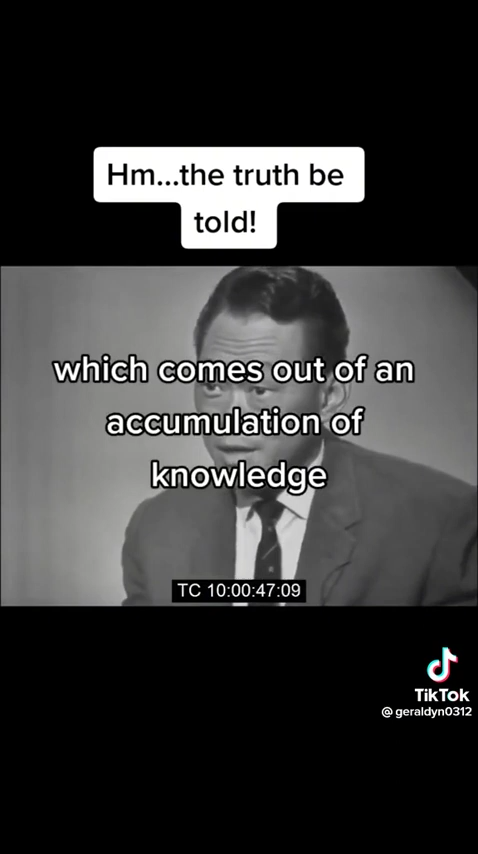 Hm...the truth be
told!
which comes out of an
accumulation of
knowledge
TC 10:00:47:09
TikTok
@ geraldyn0312